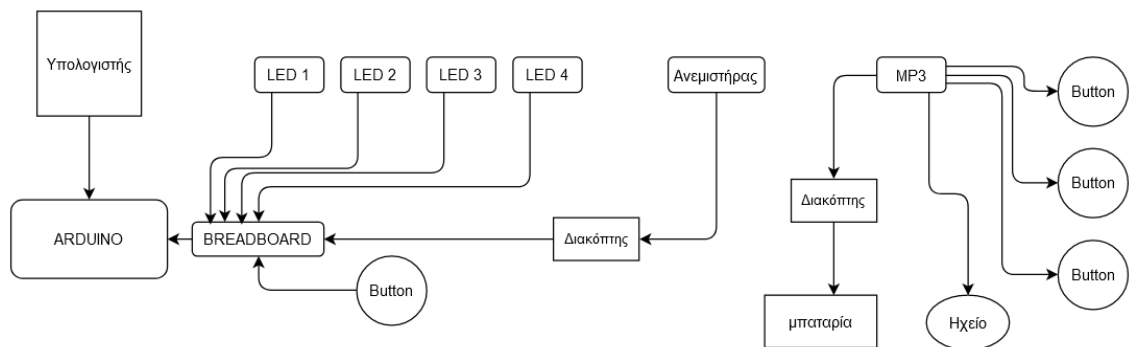 Υπολογιστής
LED 1
LED 2
LED 3
LED 4
Ανεμιστήρας
MP3
Button
Button
Διακόπτης
ARDUINO
BREADBOARD
Διακόπτης
Button
Button
μπαταρία
Ηχείο